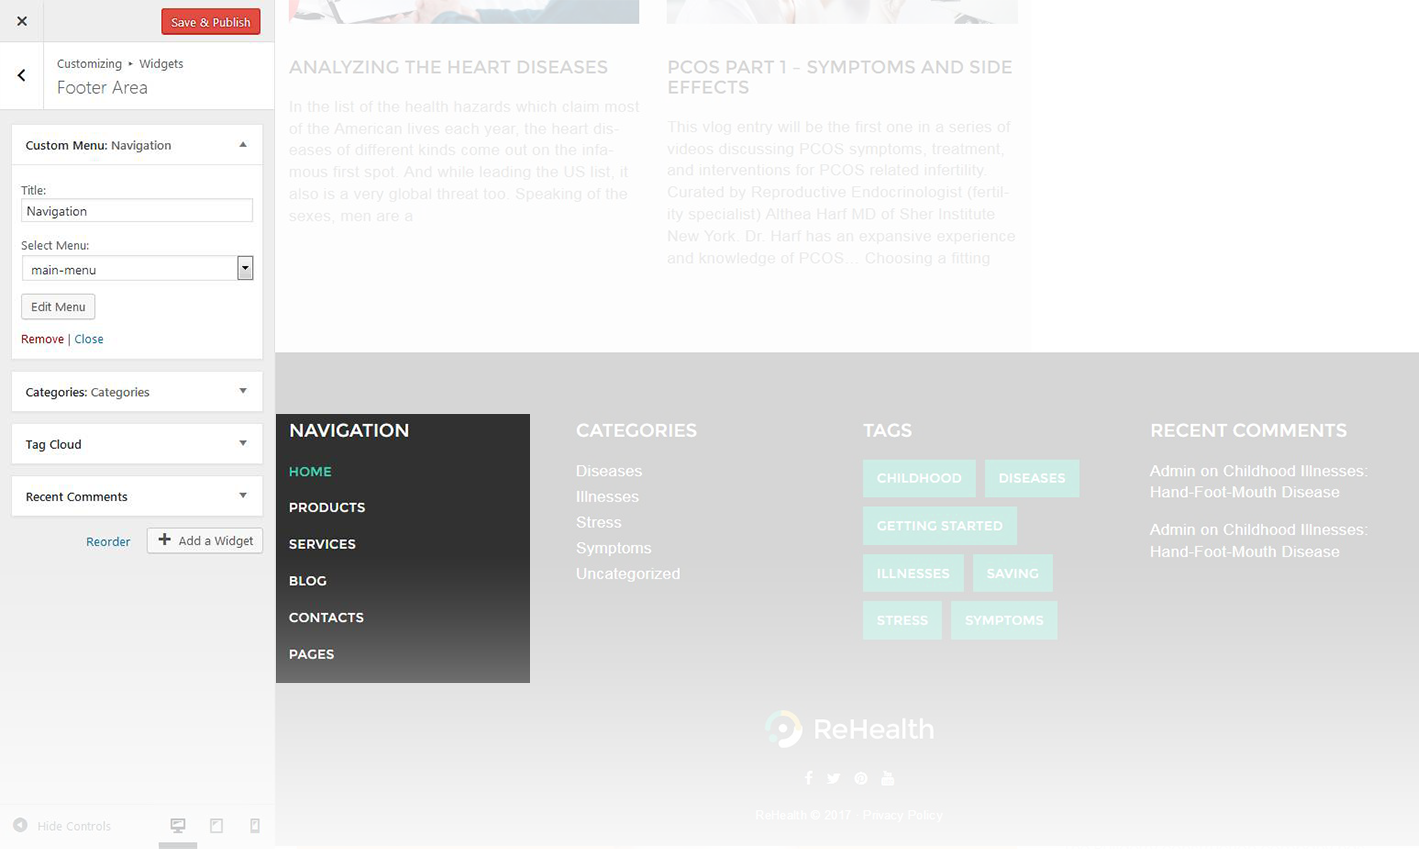 Save & Publish
Customizing ▸ Widgets
Footer Area
Custom Menu: Navigation
Title:
Navigation
Select Menu:
main-menu
Edit Menu
Remove | Close
Categories: Categories
Tag Cloud
Recent Comments
Reorder
Add a Widget
Hide Controls
ANALYZING THE HEART DISEASES
In the list of the health hazards which claim most
of the American lives each year, the heart dis-
eases of different kinds come out on the infa-
mous first spot. And while leading the US list, it
also is a very global threat too. Speaking of the
sexes, men are a
PCOS PART 1 – SYMPTOMS AND SIDE
EFFECTS
This vlog entry will be the first one in a series of
videos discussing PCOS symptoms, treatment,
and interventions for PCOS related infertility.
Curated by Reproductive Endocrinologist (fertil-
ity specialist) Althea Harf MD of Sher Institute
New York. Dr. Harf has an expansive experience
and knowledge of PCOS… Choosing a fitting
NAVIGATION
HOME
PRODUCTS
SERVICES
BLOG
CONTACTS
PAGES
CATEGORIES
Diseases
Illnesses
Stress
Symptoms
Uncategorized
TAGS
CHILDHOOD DISEASES
GETTING STARTED
ILLNESSES SAVING
STRESS SYMPTOMS
RECENT COMMENTS
Admin on Childhood Illnesses:
Hand-Foot-Mouth Disease
Admin on Childhood Illnesses:
Hand-Foot-Mouth Disease
ReHealth
ReHealth © 2017 · Privacy Policy